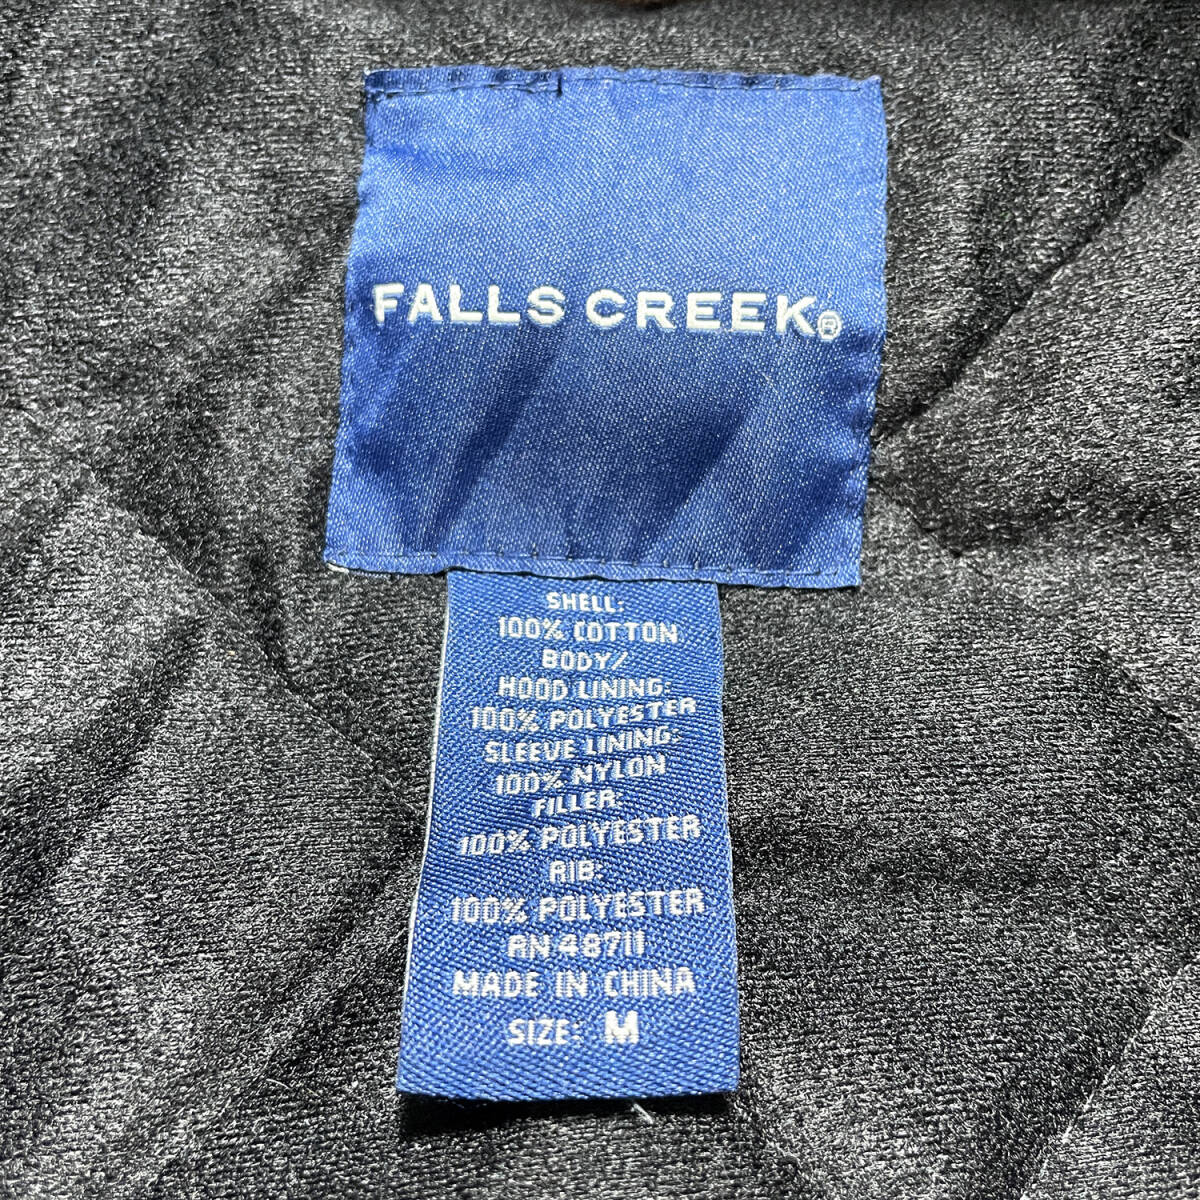 FALLS CREEK®
SHELL:
100% COTTON
BODY/
HOOD LINING:
100% POLYESTER
SLEEVE LINING:
100% NYLON
FILLER:
100% POLYESTER
RIB:
100% POLYESTER
RN 48711
MADE IN CHINA
SIZE: M